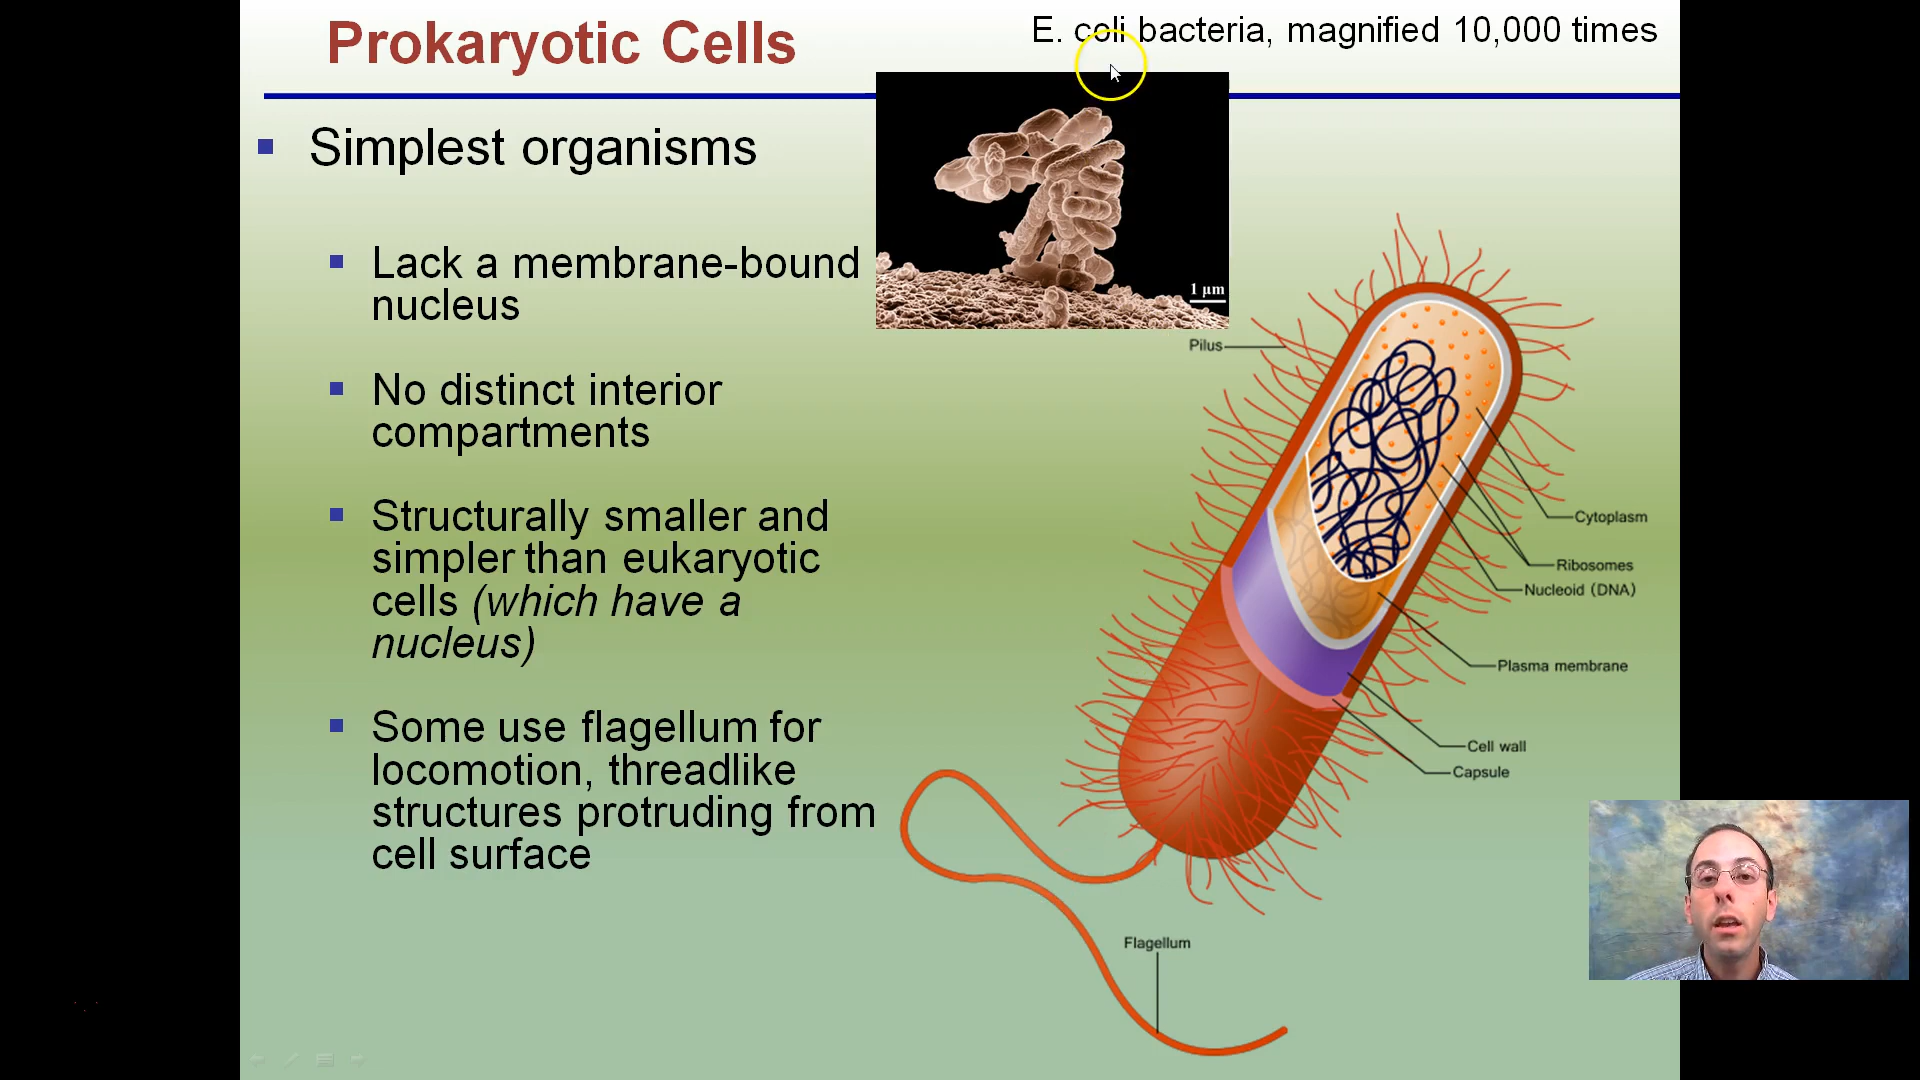 Prokaryotic Cells
E. coli bacteria, magnified 10,000 times
Simplest organisms
Lack a membrane-bound
nucleus
No distinct interior
compartments
Structurally smaller and
simpler than eukaryotic
cells (which have a
nucleus)
Some use flagellum for
locomotion, threadlike
structures protruding from
cell surface
1 µm
Pilus
Cytoplasm
Ribosomes
Nucleoid (DNA)
Plasma membrane
Cell wall
Capsule
Flagellum